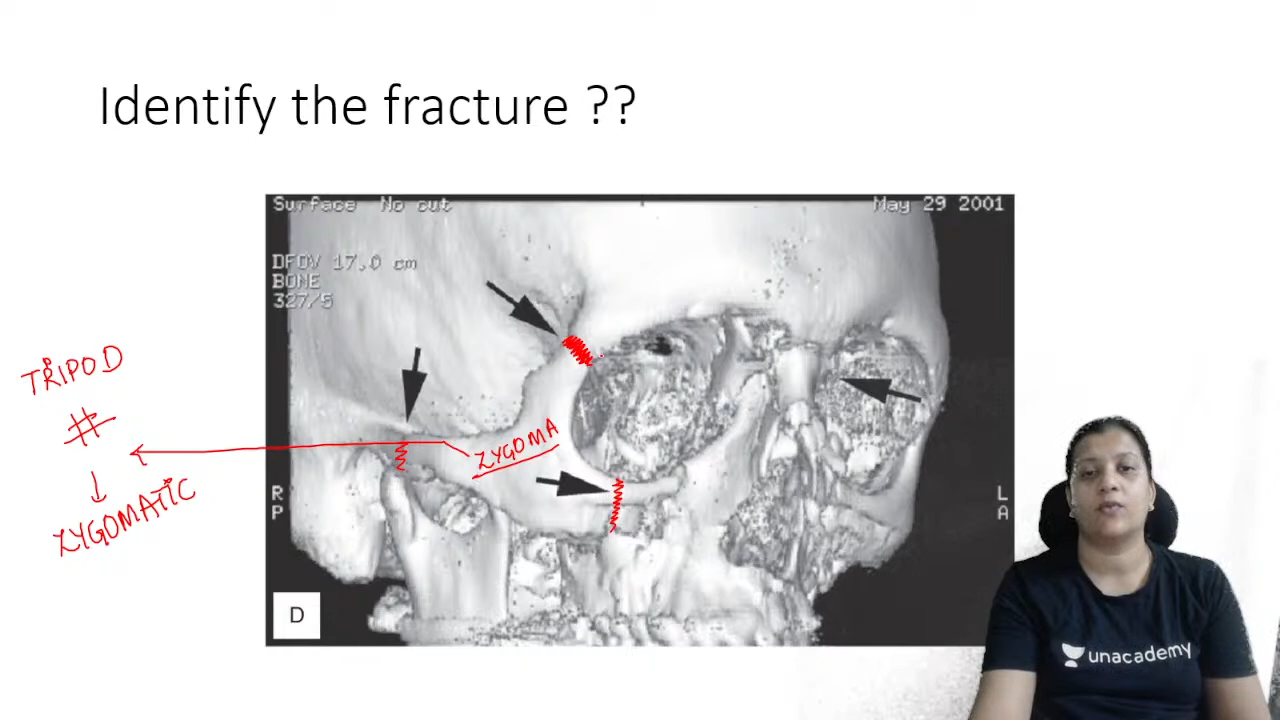 Identify the fracture ??
Surface No cut
May 29 2001
DFOV 17.0 cm
BONE
327/5
TRIPOD
#
ZYGOMATIC
ZYGOMA
R
P
L
A
D
unacademy